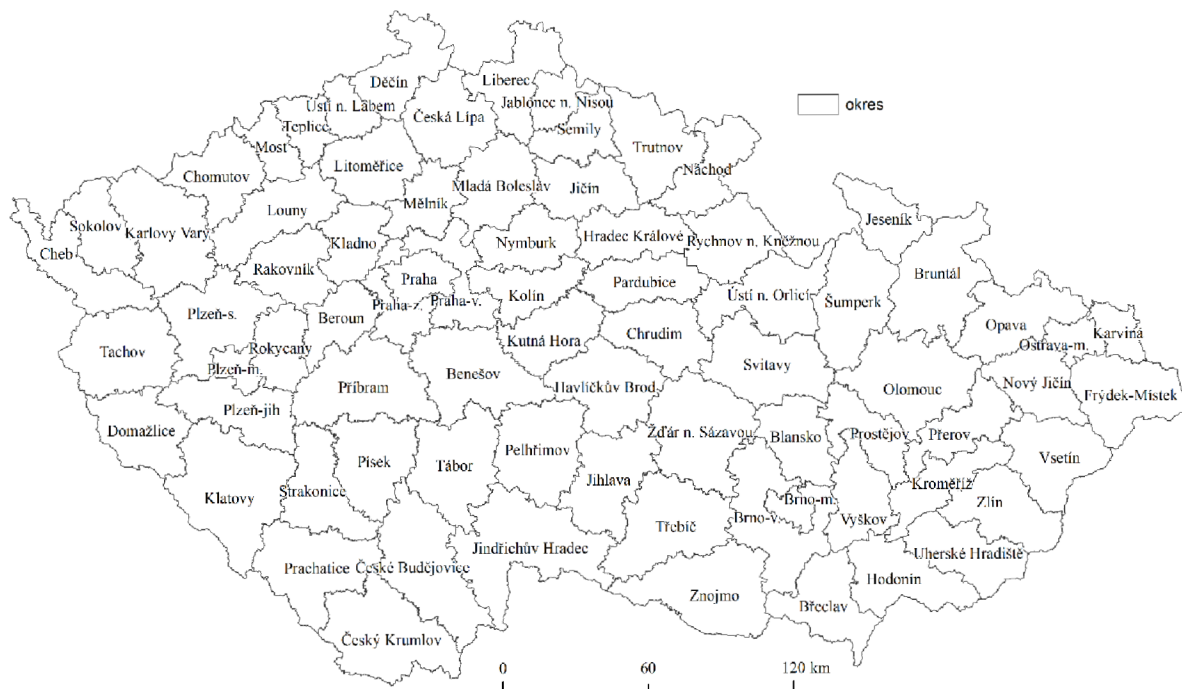 Děčín
Liberec
Ústí n. Labem
Jablonec n. Nisou
okres
Česká Lípa
Teplice
Semily
Most
Trutnov
Litoměřice
Náchod
Chomutov
Mladá Boleslav
Jičín
Mělník
Louny
Jeseník
Sokolov
Karlovy Vary
Kladno
Nymburk
Hradec Králové
Rychnov n. Kněžnou
Cheb
Rakovník
Praha
Pardubice
Bruntál
Kolín
Ústí n. Orlicí
Šumperk
Praha-z.
Praha-v.
Plzeň-s.
Beroun
Opava
Karviná
Chrudim
Kutná Hora
Ostrava-m.
Rokycany
Tachov
Plzeň-m.
Svitavy
Benešov
Příbram
Havlíčkův Brod
Olomouc
Nový Jičín
Frýdek-Místek
Plzeň-jih
Domažlice
Žďár n. Sázavou
Blansko
Prostějov
Přerov
Pelhřimov
Vsetín
Písek
Tábor
Jihlava
Kroměříž
Klatovy
Strakonice
Brno-m.
Zlín
Brno-v.
Vyškov
Třebíč
Jindřichův Hradec
Uherské Hradiště
Prachatice
České Budějovice
Hodonín
Znojmo
Břeclav
Český Krumlov
0 60 120 km